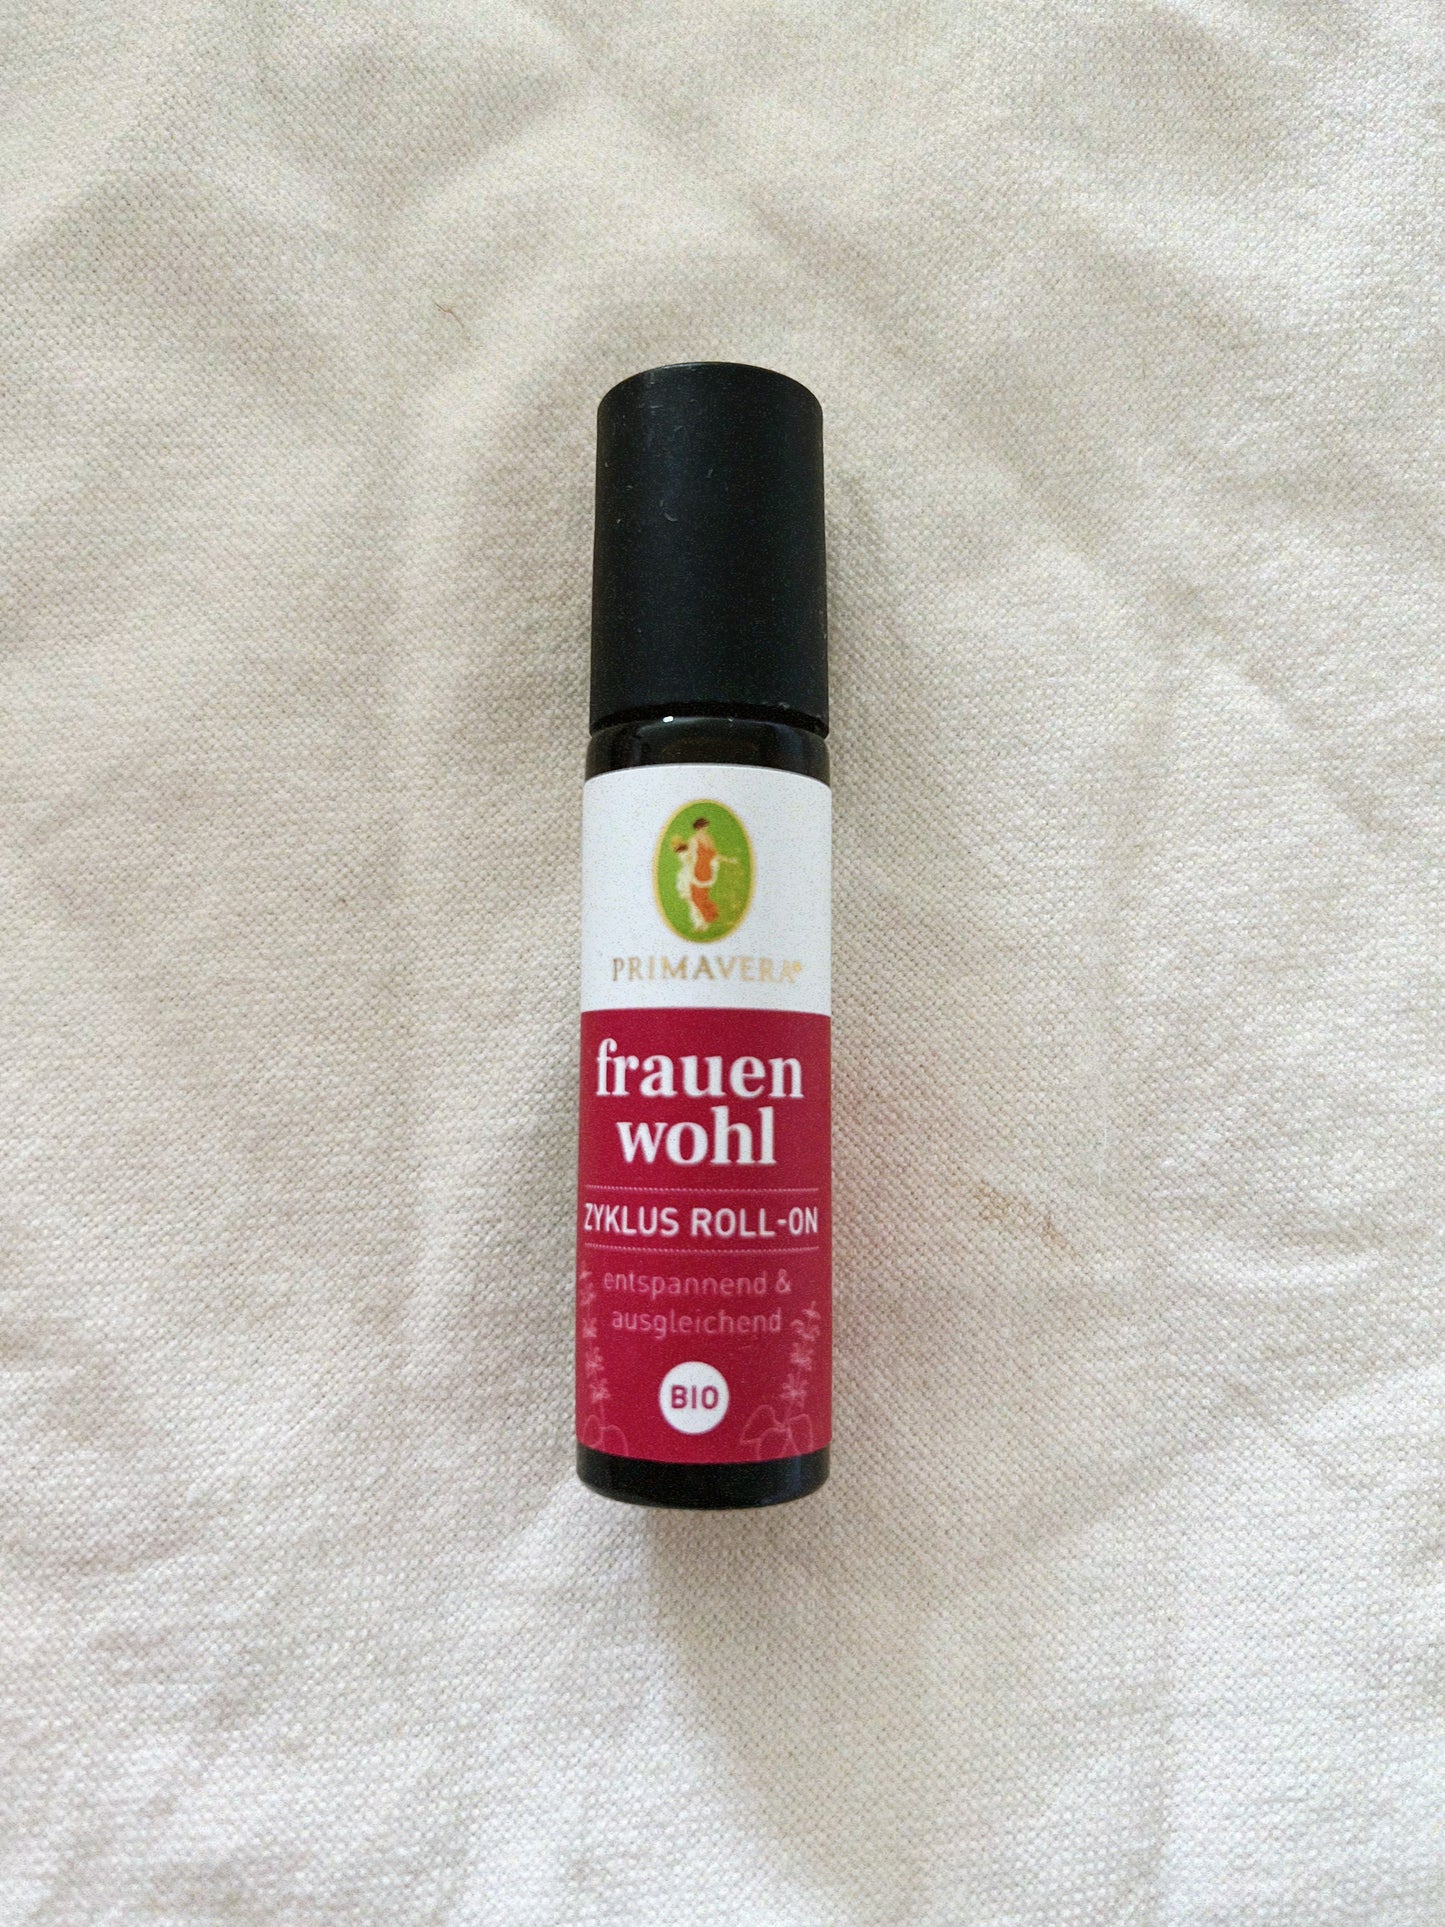 PRIMAVERA®
frauen
wohl
ZYKLUS ROLL-ON
entspannend &
ausgleichend
BIO